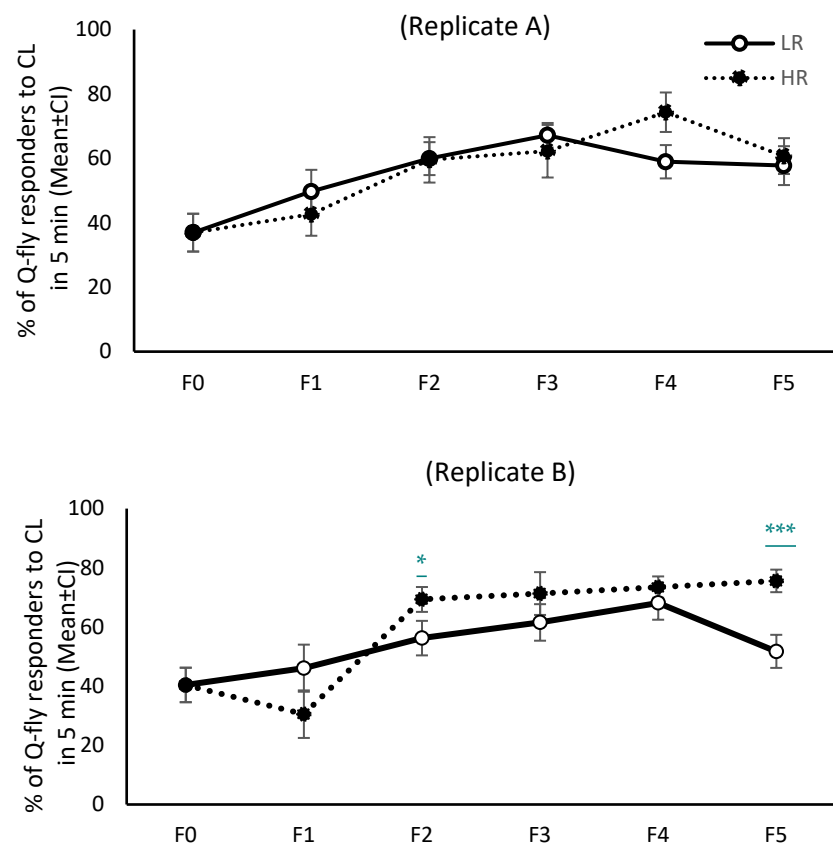 (Replicate A)
% of Q-fly responders to CL
in 5 min (Mean±CI)
100
80
60
40
20
0
LR
HR
F0 F1 F2 F3 F4 F5
(Replicate B)
% of Q-fly responders to CL
in 5 min (Mean±CI)
100
80
60
40
20
0
*
***
F0 F1 F2 F3 F4 F5